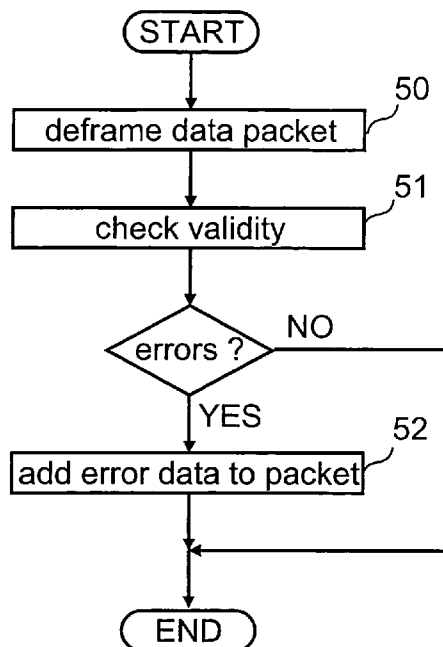 START
50
deframe data packet
51
check validity
errors ?
NO
YES
52
add error data to packet
END